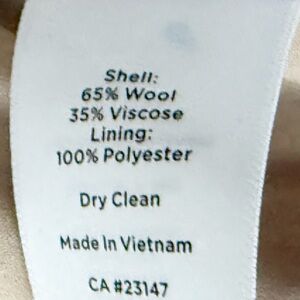 Shell:
65% Wool
35% Viscose
Lining:
100% Polyester
Dry Clean
Made In Vietnam
CA #23147